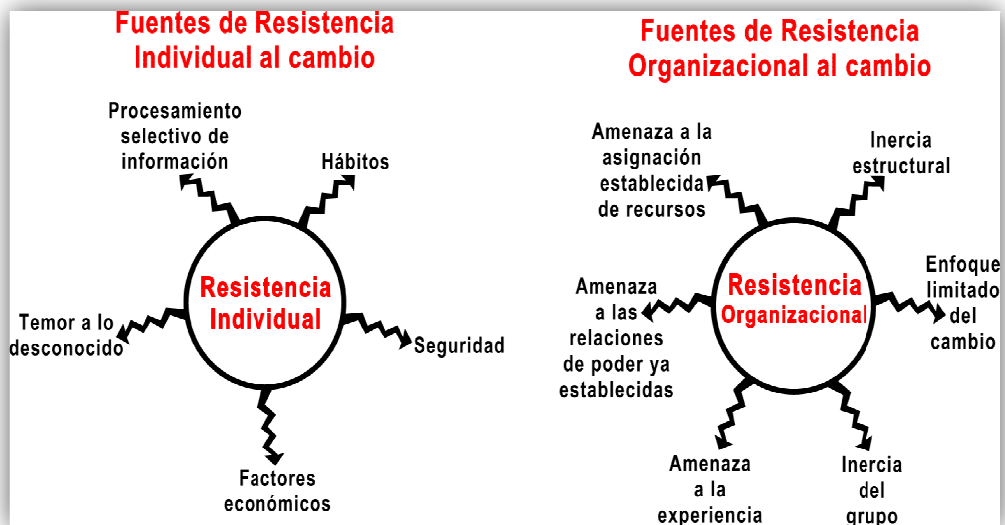 Fuentes de Resistencia
Individual al cambio
Procesamiento
selectivo de
información
Hábitos
Resistencia
Individual
Temor a lo
desconocido
Seguridad
Factores
económicos
Fuentes de Resistencia
Organizacional al cambio
Amenaza a la
asignación
establecida
de recursos
Inercia
estructural
Resistencia
Organizacional
Amenaza
a las
relaciones
de poder ya
establecidas
Enfoque
limitado
del
cambio
Amenaza
a la
experiencia
Inercia
del
grupo